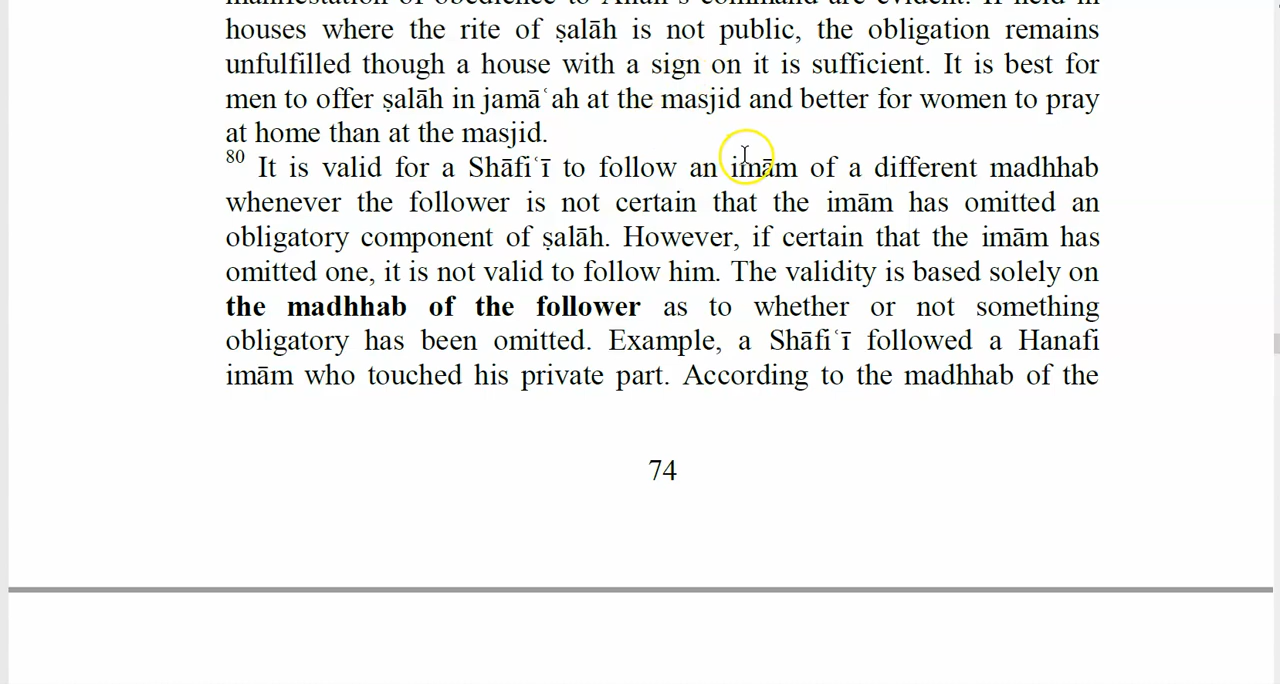 houses where the rite of ṣalāh is not public, the obligation remains
unfulfilled though a house with a sign on it is sufficient. It is best for
men to offer ṣalāh in jamāʿah at the masjid and better for women to pray
at home than at the masjid.
80 It is valid for a Shāfiʿī to follow an imām of a different madhhab
whenever the follower is not certain that the imām has omitted an
obligatory component of ṣalāh. However, if certain that the imām has
omitted one, it is not valid to follow him. The validity is based solely on
the madhhab of the follower as to whether or not something
obligatory has been omitted. Example, a Shāfiʿī followed a Hanafi
imām who touched his private part. According to the madhhab of the
74